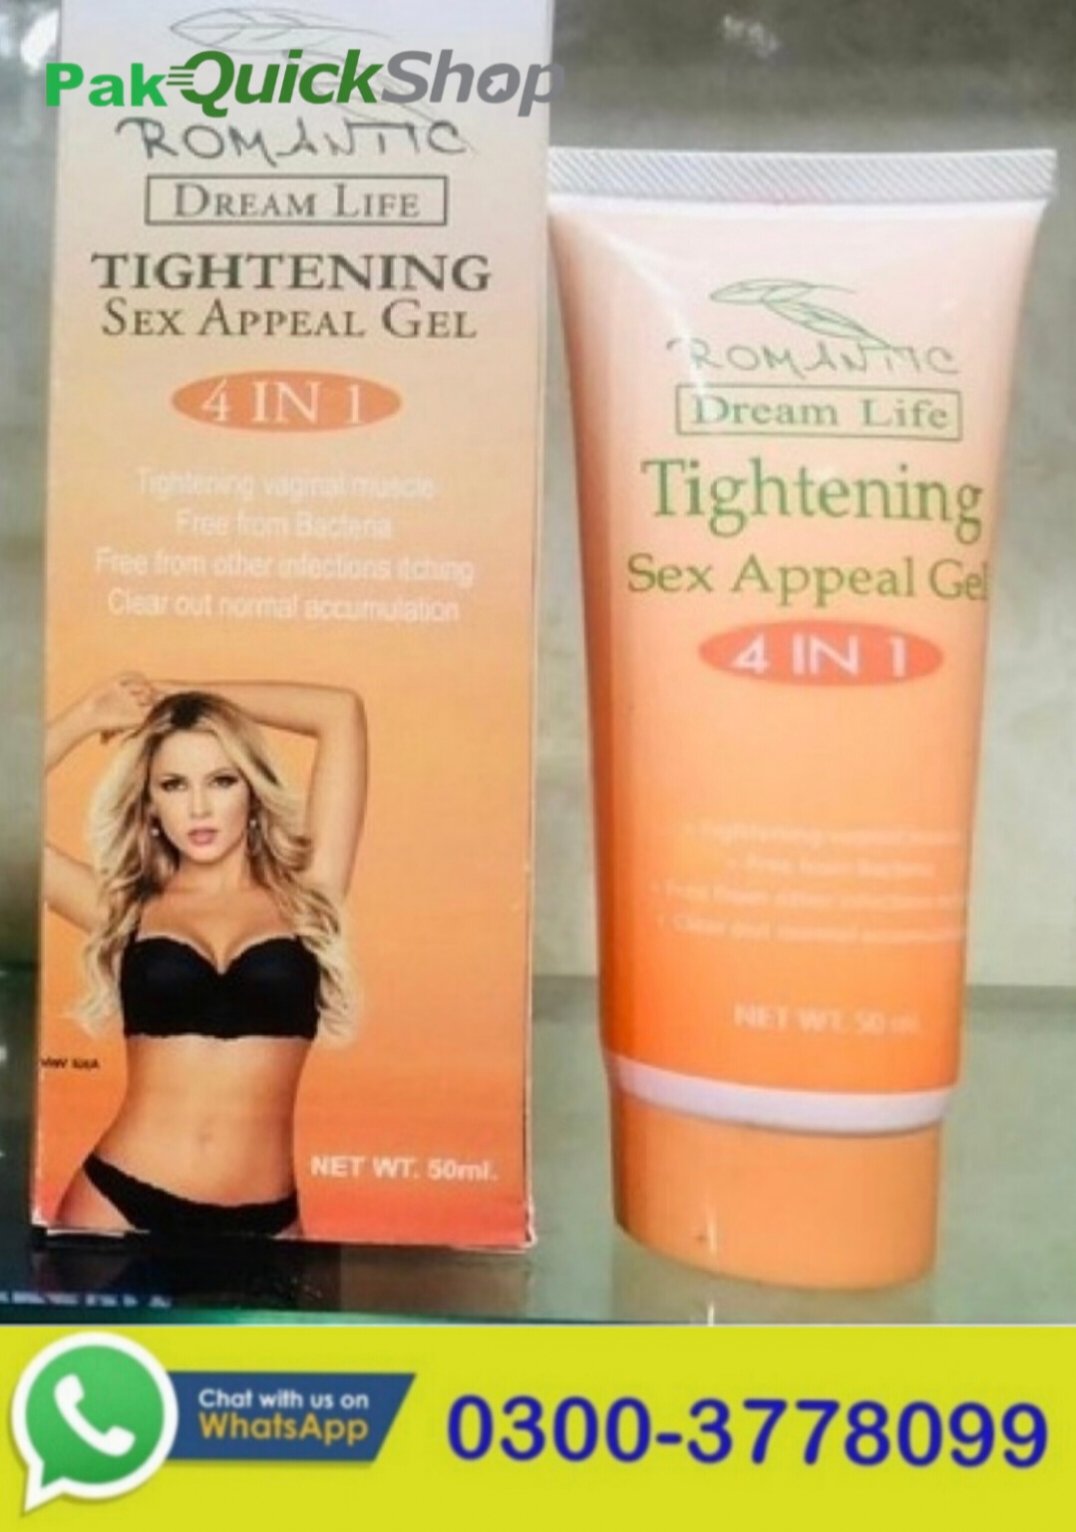 PakQuickShop
ROMANTIC
DREAM LIFE
TIGHTENING
SEX APPEAL GEL
4 IN 1
Tightening vaginal muscle
Free from Bacteria
Free from other infections itching
Clear out normal accumulation
NET WT. 50ml.
ROMANTIC
Dream Life
Tightening
Sex Appeal Gel
4 IN 1
NET WT. 50 ml.
Chat with us on
WhatsApp
0300-3778099